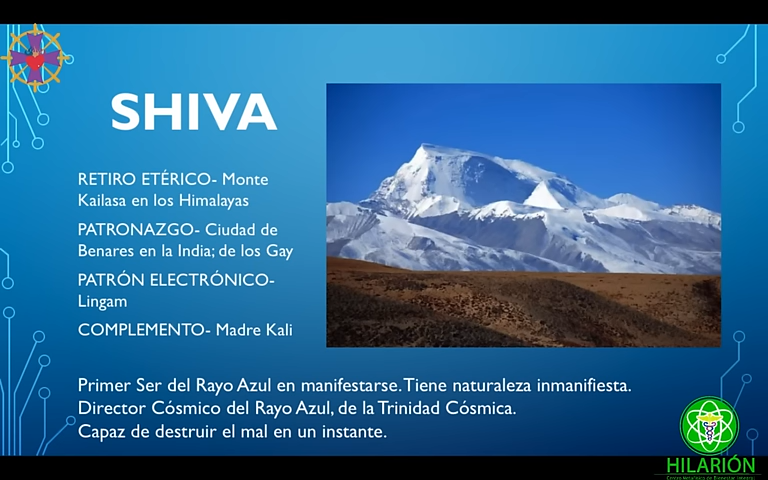 SHIVA
RETIRO ETÉRICO- Monte
Kailasa en los Himalayas
PATRONAZGO- Ciudad de
Benares en la India; de los Gay
PATRÓN ELECTRÓNICO-
Lingam
COMPLEMENTO- Madre Kali
Primer Ser del Rayo Azul en manifestarse. Tiene naturaleza inmanifiesta.
Director Cósmico del Rayo Azul, de la Trinidad Cósmica.
Capaz de destruir el mal en un instante.
HILARIÓN